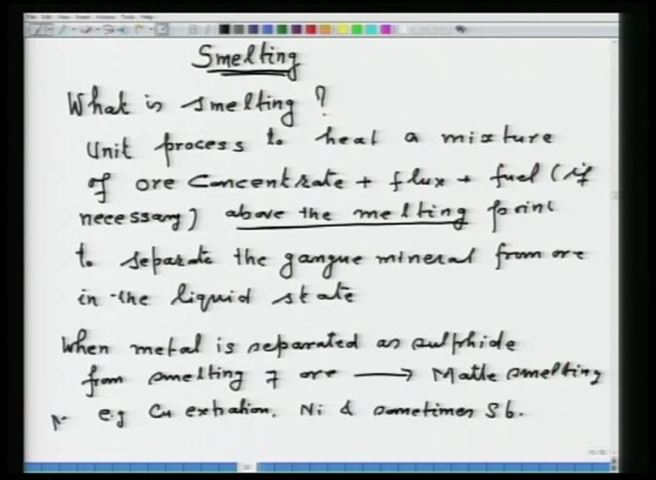 Smelting
What is smelting ?
Unit process to heat a mixture
of ore concentrate + flux + fuel (if
necessary) above the melting point
to separate the gangue mineral from ore
in the liquid state
When metal is separated as sulphide
from smelting of ore → Matte smelting
e.g Cu extration, Ni & sometimes Sb.